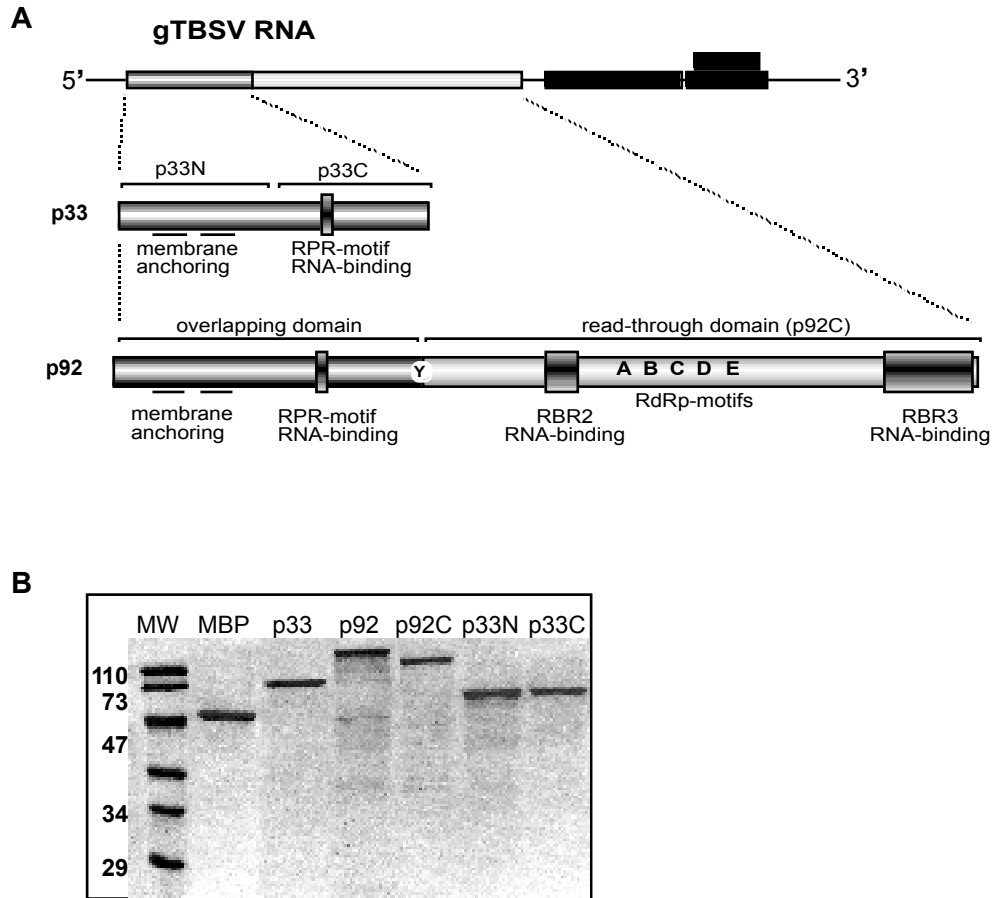 A
gTBSV RNA
5’ 3’
p33N p33C
p33
membrane RPR-motif
anchoring RNA-binding
overlapping domain read-through domain (p92C)
p92 Y A B C D E
RdRp-motifs
membrane RPR-motif RBR2 RBR3
anchoring RNA-binding RNA-binding RNA-binding
B
MW MBP p33 p92 p92C p33N p33C
110
73
47
34
29